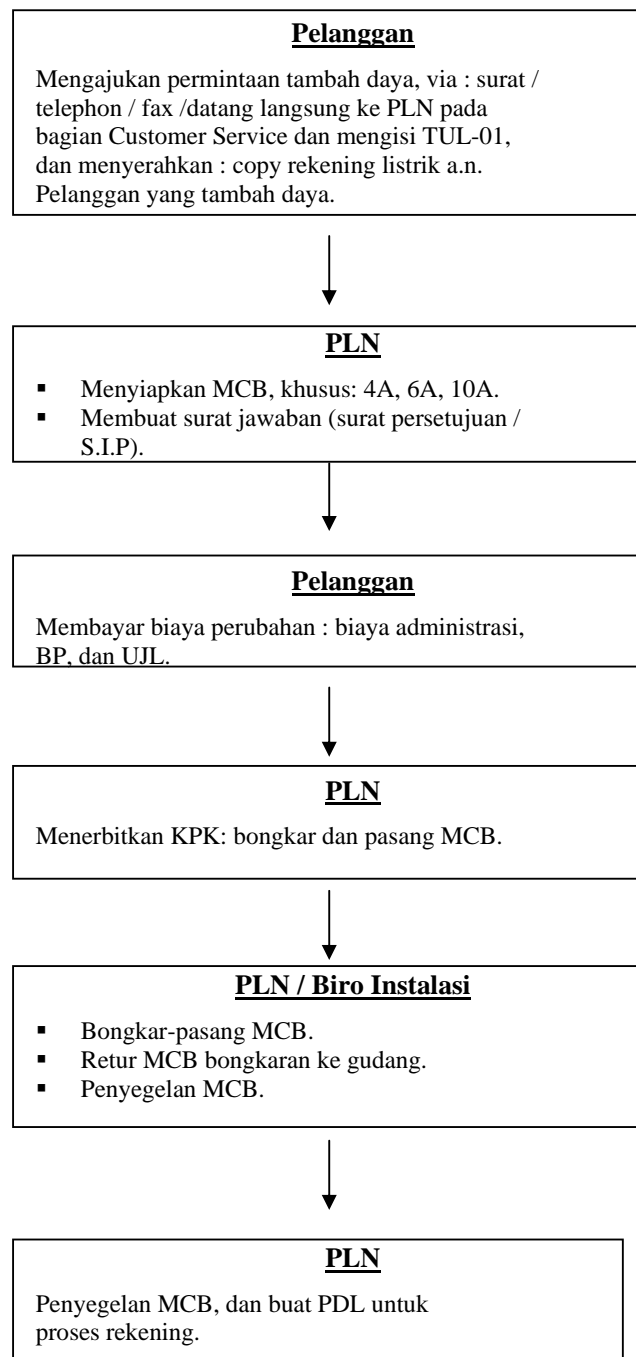 Pelanggan
Mengajukan permintaan tambah daya, via : surat /
telephon / fax /datang langsung ke PLN pada
bagian Customer Service dan mengisi TUL-01,
dan menyerahkan : copy rekening listrik a.n.
Pelanggan yang tambah daya.
PLN
▪ Menyiapkan MCB, khusus: 4A, 6A, 10A.
▪ Membuat surat jawaban (surat persetujuan /
S.I.P).
Pelanggan
Membayar biaya perubahan : biaya administrasi,
BP, dan UJL.
PLN
Menerbitkan KPK: bongkar dan pasang MCB.
PLN / Biro Instalasi
▪ Bongkar-pasang MCB.
▪ Retur MCB bongkaran ke gudang.
▪ Penyegelan MCB.
PLN
Penyegelan MCB, dan buat PDL untuk
proses rekening.